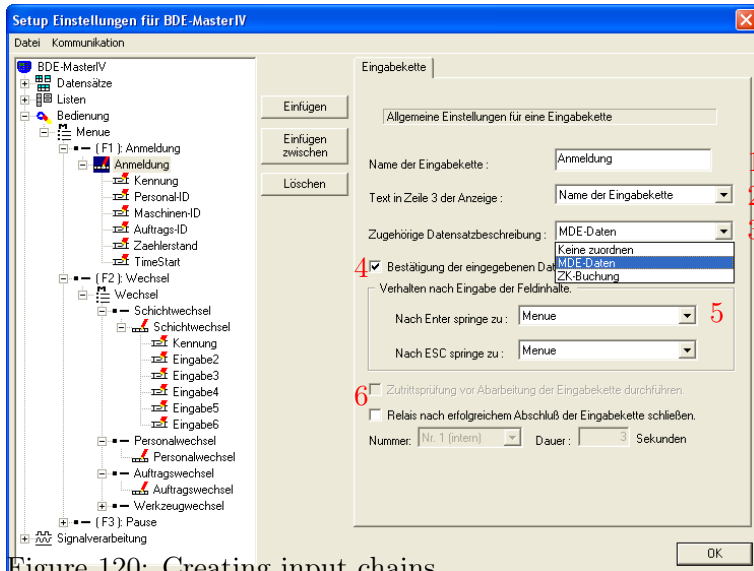 Setup Einstellungen für BDE-MasterIV
Datei Kommunikation
BDE-MasterIV
Datensätze
Listen
Bedienung
Menue
( F1 ): Anmeldung
Anmeldung
Kennung
Personal-ID
Maschinen-ID
Auftrags-ID
Zaehlerstand
TimeStart
( F2 ): Wechsel
Wechsel
Schichtwechsel
Schichtwechsel
Kennung
Eingabe2
Eingabe3
Eingabe4
Eingabe5
Eingabe6
Personalwechsel
Personalwechsel
Auftragswechsel
Auftragswechsel
Werkzeugwechsel
( F3 ): Pause
Signalverarbeitung
Einfügen
Einfügen
zwischen
Löschen
Eingabekette
Allgemeine Einstellungen für eine Eingabekette
Name der Eingabekette : Anmeldung 1
Text in Zeile 3 der Anzeige : Name der Eingabekette 2
Zugehörige Datensatzbeschreibung : MDE-Daten 3
Keine zuordnen
MDE-Daten
ZK-Buchung
4 Bestätigung der eingegebenen Dat
Verhalten nach Eingabe der Feldinhalte.
Nach Enter springe zu : Menue 5
Nach ESC springe zu : Menue
6 Zutrittsprüfung vor Abarbeitung der Eingabekette durchführen.
Relais nach erfolgreichem Abschluß der Eingabekette schließen.
Nummer: Nr. 1 (intern) Dauer : 3 Sekunden
OK
Figure 120: Creating input chains